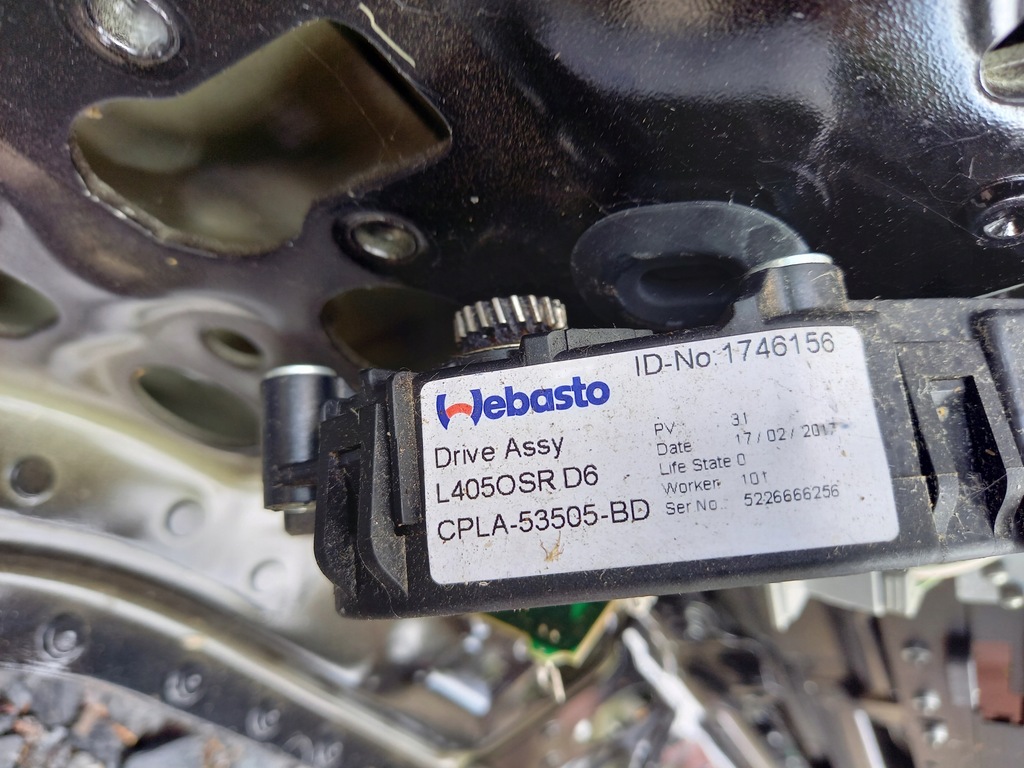 Webasto
ID-No: 1746156
Drive Assy
L405OSR D6
CPLA-53505-BD
PV 31
Date 17/02/2017
Life State 0
Worker 101
Ser No. 5226666256